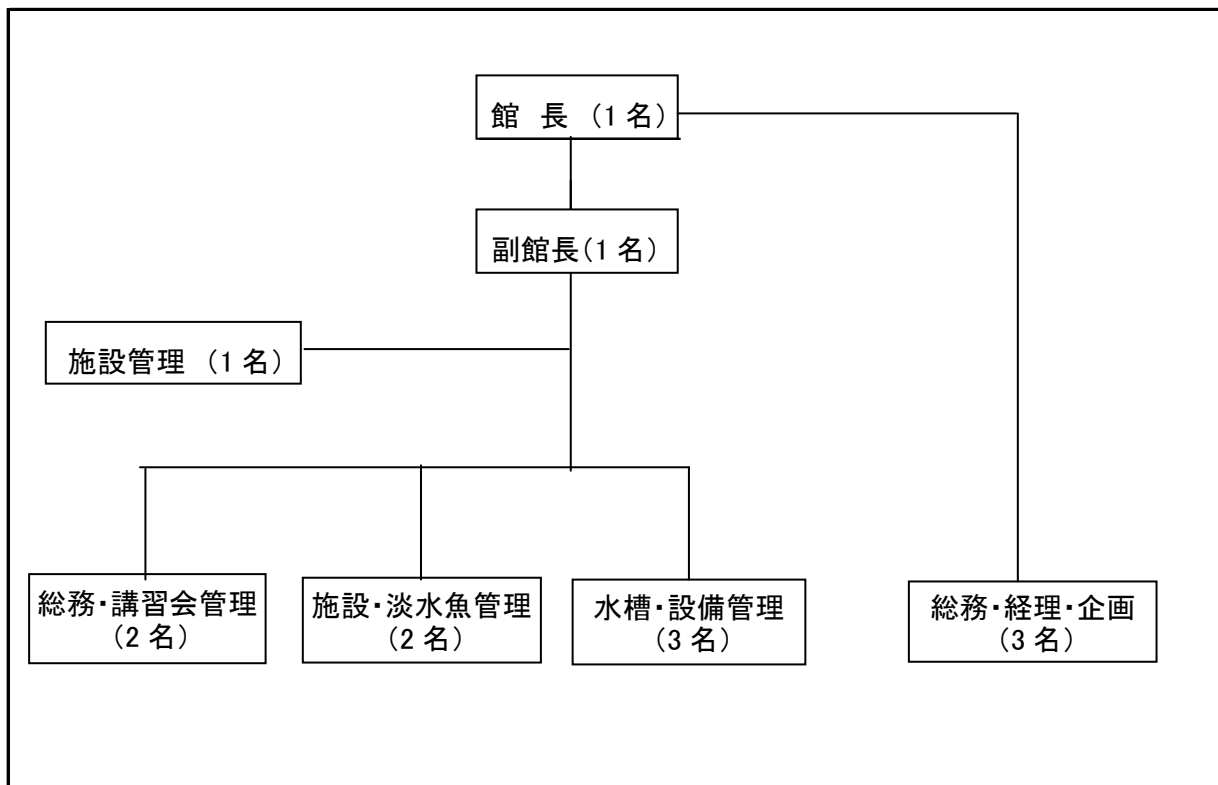 館 長 (1 名)
副館長(1 名)
施設管理 (1 名)
総務・講習会管理
(2 名)
施設・淡水魚管理
(2 名)
水槽・設備管理
(3 名)
総務・経理・企画
(3 名)